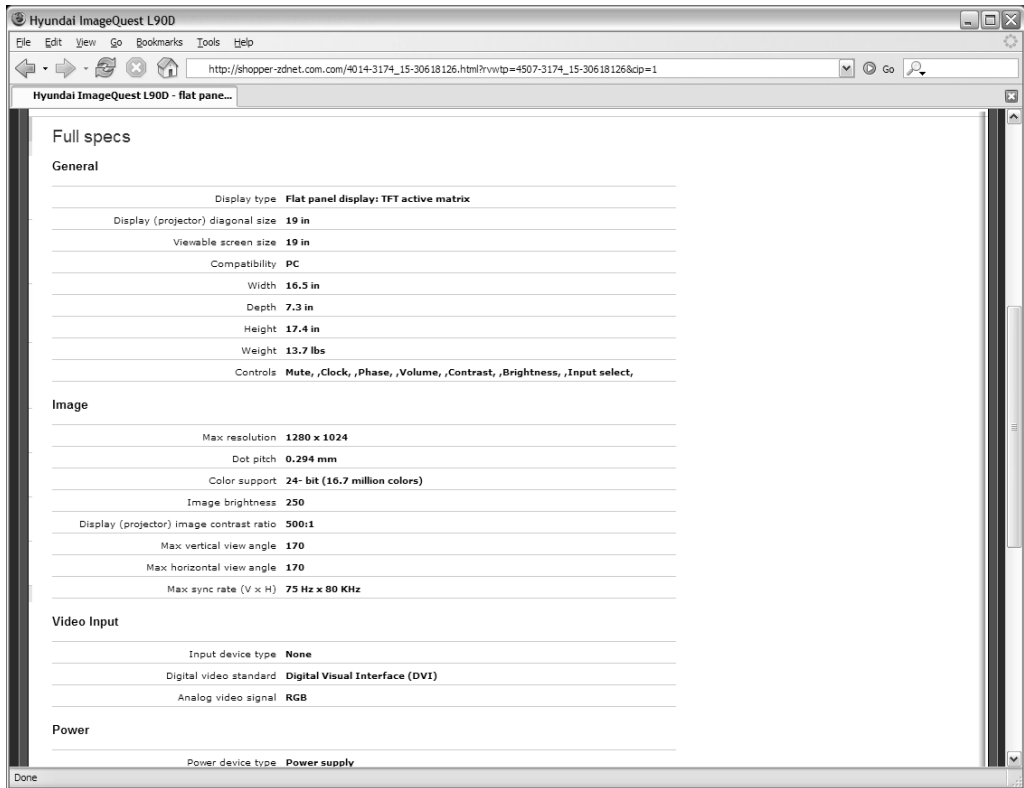 Hyundai ImageQuest L90D
File Edit View Go Bookmarks Tools Help
http://shopper-zdnet.com.com/4014-3174_15-30618126.html?rvwtp=4507-3174_15-30618126&cip=1 Go
Hyundai ImageQuest L90D - flat pane...
Full specs
General
Display type Flat panel display: TFT active matrix
Display (projector) diagonal size 19 in
Viewable screen size 19 in
Compatibility PC
Width 16.5 in
Depth 7.3 in
Height 17.4 in
Weight 13.7 lbs
Controls Mute, ,Clock, ,Phase, ,Volume, ,Contrast, ,Brightness, ,Input select,
Image
Max resolution 1280 x 1024
Dot pitch 0.294 mm
Color support 24- bit (16.7 million colors)
Image brightness 250
Display (projector) image contrast ratio 500:1
Max vertical view angle 170
Max horizontal view angle 170
Max sync rate (V x H) 75 Hz x 80 KHz
Video Input
Input device type None
Digital video standard Digital Visual Interface (DVI)
Analog video signal RGB
Power
Power device type Power supply
Done